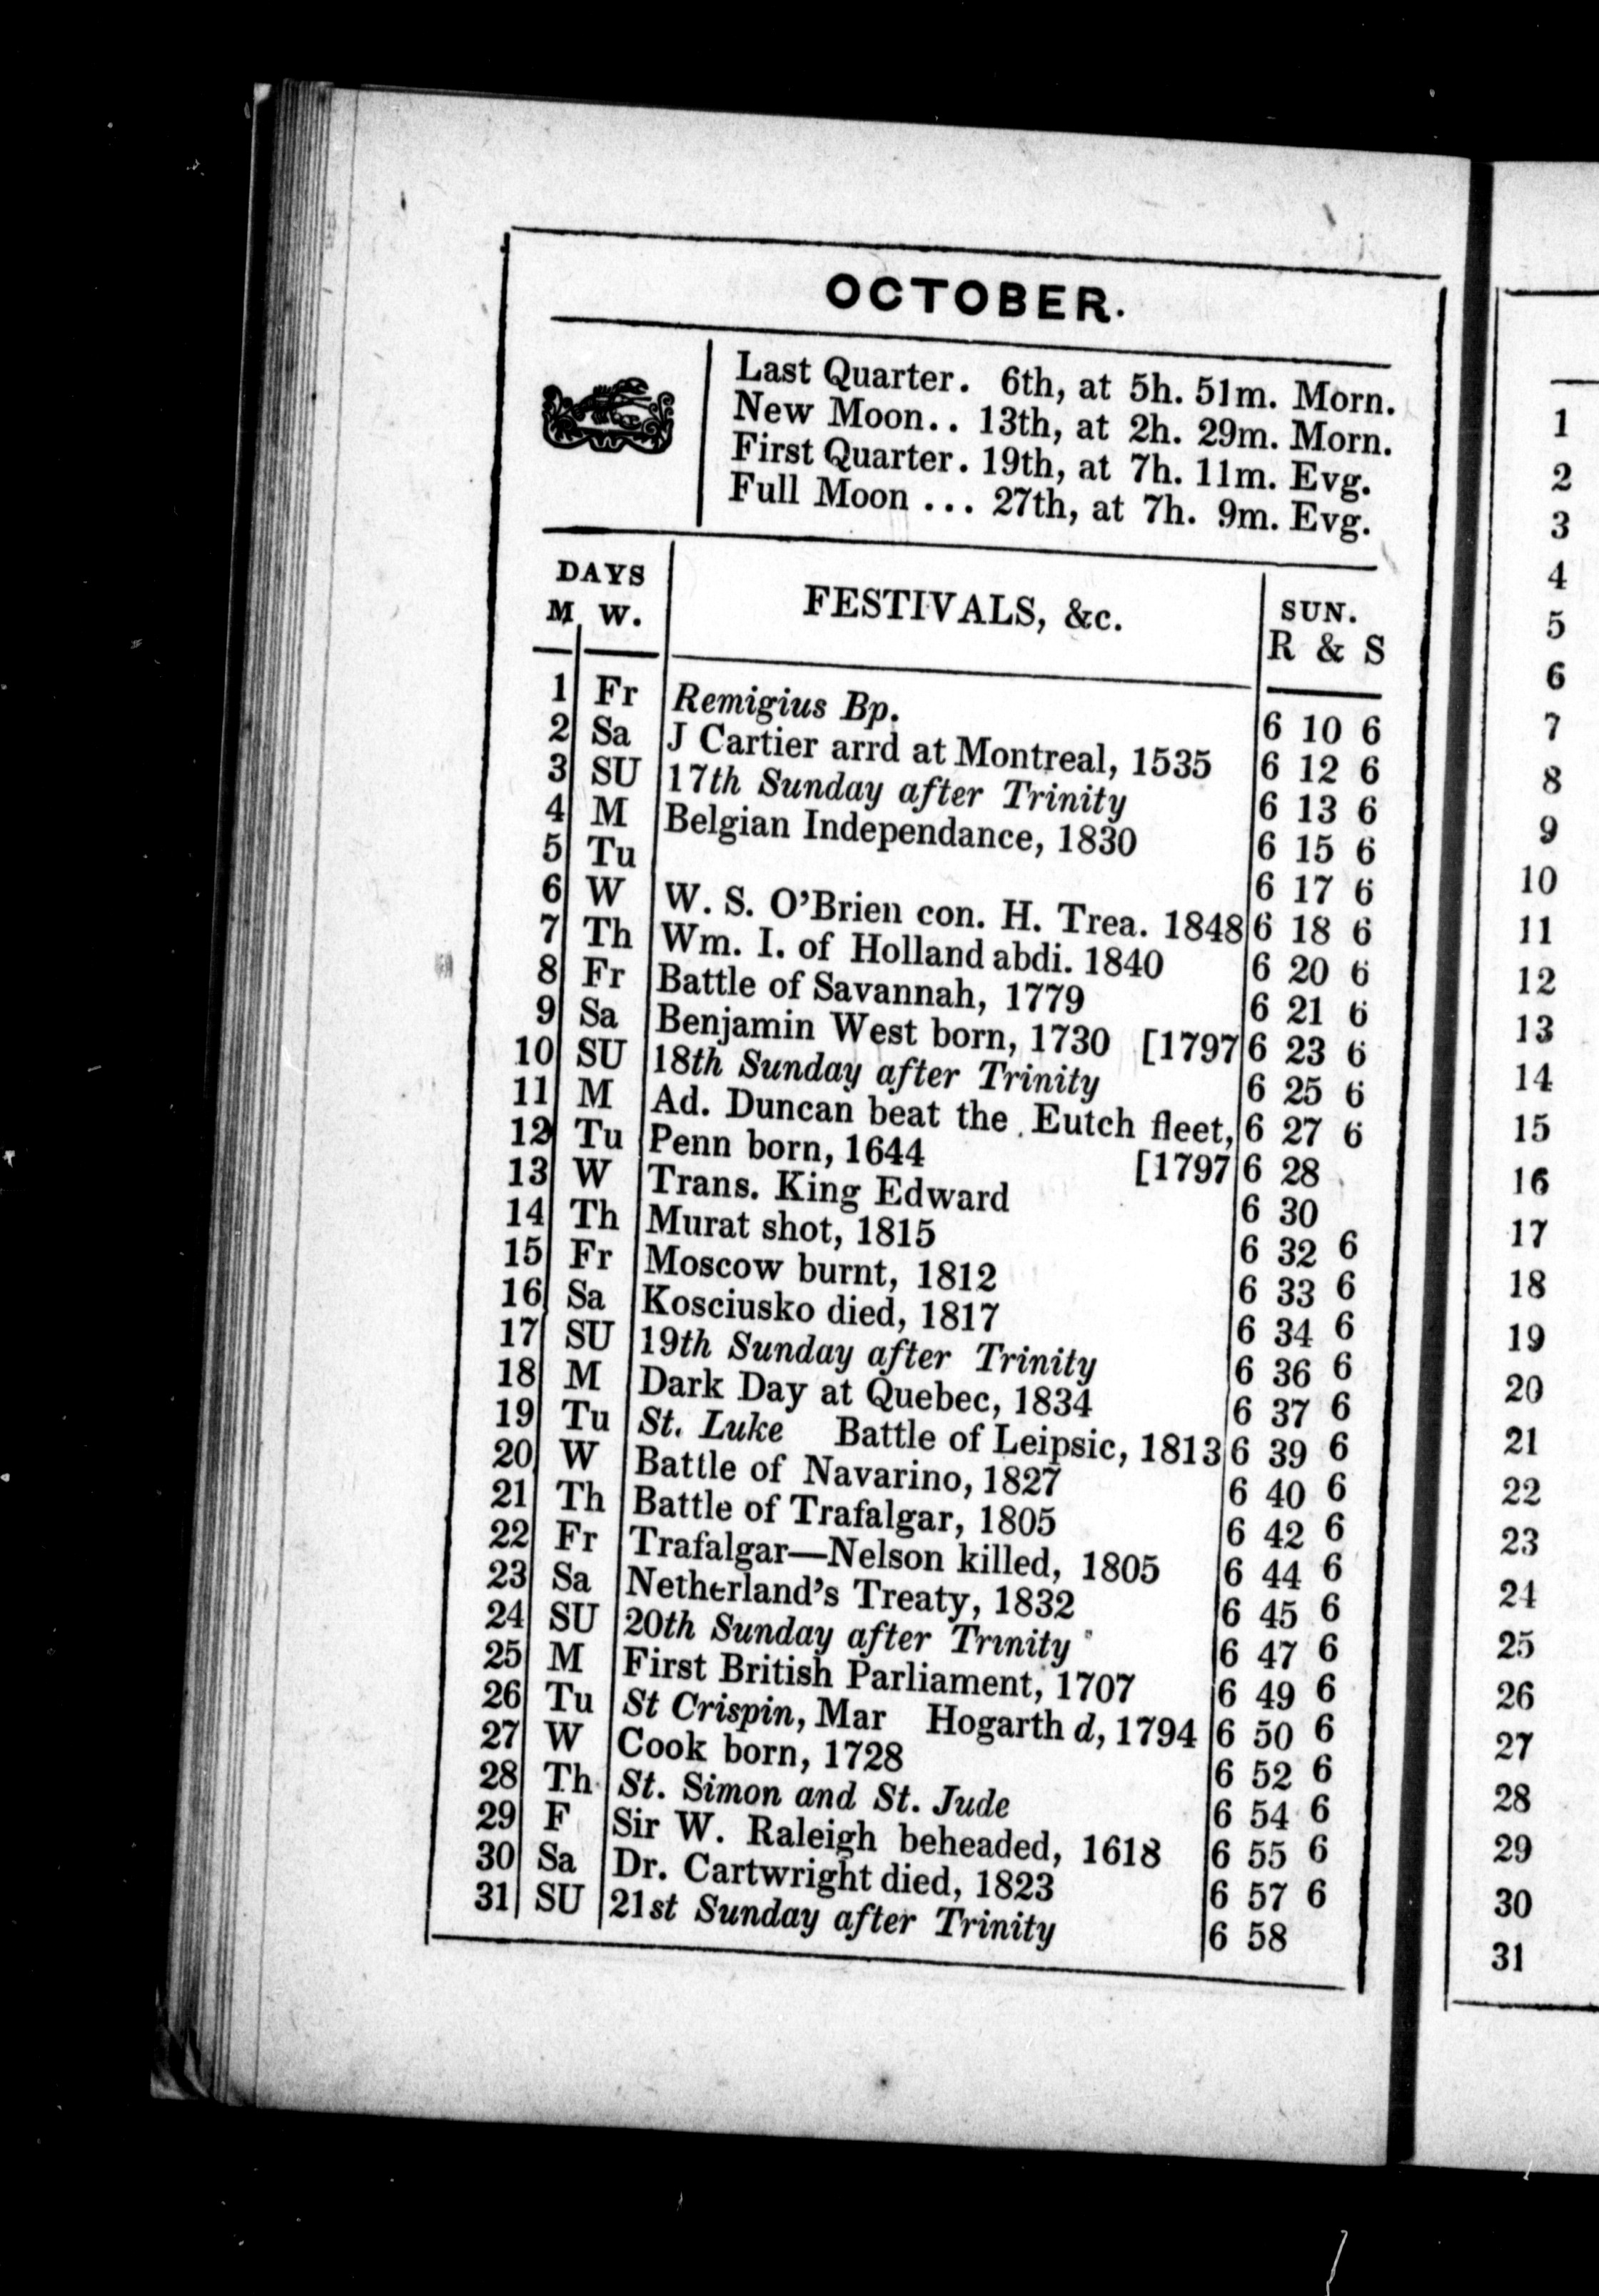 OCTOBER.
Last Quarter. 6th, at 5h. 51m. Morn.
New Moon.. 13th, at 2h. 29m. Morn.
First Quarter. 19th, at 7h. 11m. Evg.
Full Moon ... 27th, at 7h. 9m. Evg.
DAYS
M W. FESTIVALS, &c. SUN.
R & S
1 Fr Remigius Bp. 6 10 6
2 Sa J Cartier arrd at Montreal, 1535 6 12 6
3 SU 17th Sunday after Trinity 6 13 6
4 M Belgian Independance, 1830 6 15 6
5 Tu 6 17 6
6 W W. S. O'Brien con. H. Trea. 1848 6 18 6
7 Th Wm. I. of Holland abdi. 1840 6 20 6
8 Fr Battle of Savannah, 1779 6 21 6
9 Sa Benjamin West born, 1730 [1797 6 23 6
10 SU 18th Sunday after Trinity 6 25 6
11 M Ad. Duncan beat the Eutch fleet, 6 27 6
12 Tu Penn born, 1644 [1797 6 28
13 W Trans. King Edward 6 30
14 Th Murat shot, 1815 6 32 6
15 Fr Moscow burnt, 1812 6 33 6
16 Sa Kosciusko died, 1817 6 34 6
17 SU 19th Sunday after Trinity 6 36 6
18 M Dark Day at Quebec, 1834 6 37 6
19 Tu St. Luke Battle of Leipsic, 1813 6 39 6
20 W Battle of Navarino, 1827 6 40 6
21 Th Battle of Trafalgar, 1805 6 42 6
22 Fr Trafalgar—Nelson killed, 1805 6 44 6
23 Sa Netherland's Treaty, 1832 6 45 6
24 SU 20th Sunday after Trinity 6 47 6
25 M First British Parliament, 1707 6 49 6
26 Tu St Crispin, Mar Hogarth d, 1794 6 50 6
27 W Cook born, 1728 6 52 6
28 Th St. Simon and St. Jude 6 54 6
29 F Sir W. Raleigh beheaded, 1618 6 55 6
30 Sa Dr. Cartwright died, 1823 6 57 6
31 SU 21st Sunday after Trinity 6 58
1
2
3
4
5
6
7
8
9
10
11
12
13
14
15
16
17
18
19
20
21
22
23
24
25
26
27
28
29
30
31